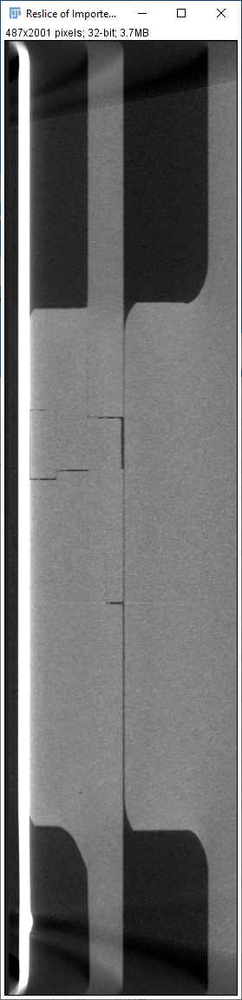 Reslice of Importe...
487x2001 pixels; 32-bit; 3.7MB